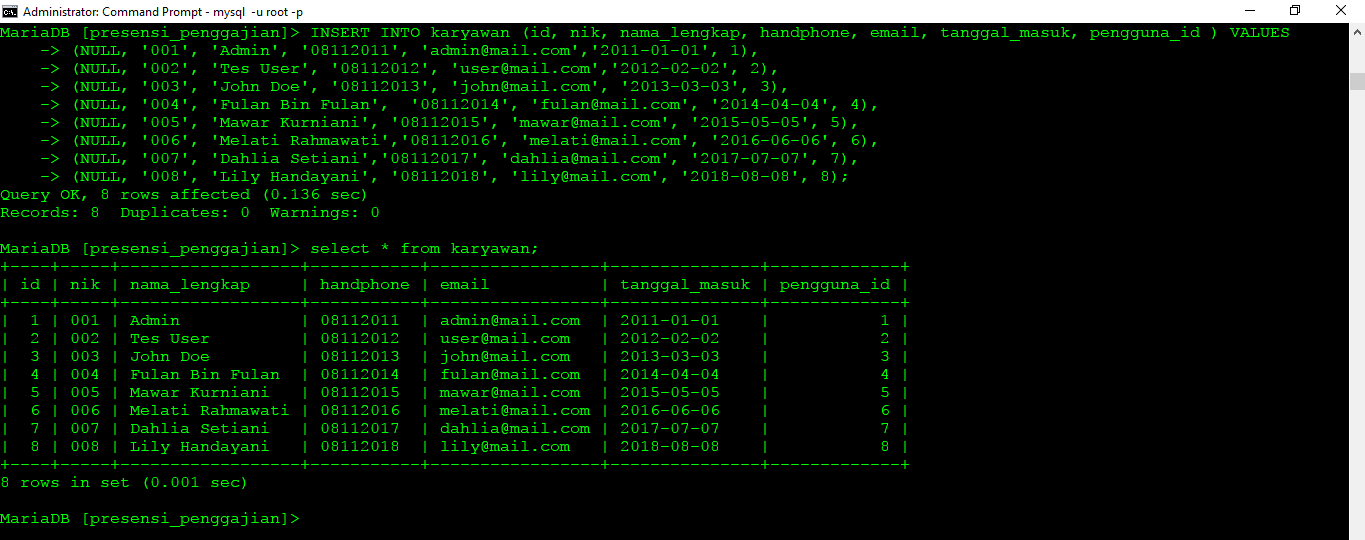 Administrator: Command Prompt - mysql  -u root -p
MariaDB [presensi_penggajian]> INSERT INTO karyawan (id, nik, nama_lengkap, handphone, email, tanggal_masuk, pengguna_id ) VALUES
    -> (NULL, '001', 'Admin', '08112011', 'admin@mail.com','2011-01-01', 1),
    -> (NULL, '002', 'Tes User', '08112012', 'user@mail.com','2012-02-02', 2),
    -> (NULL, '003', 'John Doe', '08112013', 'john@mail.com', '2013-03-03', 3),
    -> (NULL, '004', 'Fulan Bin Fulan',  '08112014', 'fulan@mail.com', '2014-04-04', 4),
    -> (NULL, '005', 'Mawar Kurniani', '08112015', 'mawar@mail.com', '2015-05-05', 5),
    -> (NULL, '006', 'Melati Rahmawati','08112016', 'melati@mail.com', '2016-06-06', 6),
    -> (NULL, '007', 'Dahlia Setiani','08112017', 'dahlia@mail.com', '2017-07-07', 7),
    -> (NULL, '008', 'Lily Handayani', '08112018', 'lily@mail.com', '2018-08-08', 8);
Query OK, 8 rows affected (0.136 sec)
Records: 8  Duplicates: 0  Warnings: 0
MariaDB [presensi_penggajian]> select * from karyawan;
+----+-----+------------------+-----------+-----------------+---------------+-------------+
| id | nik | nama_lengkap     | handphone | email           | tanggal_masuk | pengguna_id |
+----+-----+------------------+-----------+-----------------+---------------+-------------+
|  1 | 001 | Admin            | 08112011  | admin@mail.com  | 2011-01-01    |           1 |
|  2 | 002 | Tes User         | 08112012  | user@mail.com   | 2012-02-02    |           2 |
|  3 | 003 | John Doe         | 08112013  | john@mail.com   | 2013-03-03    |           3 |
|  4 | 004 | Fulan Bin Fulan  | 08112014  | fulan@mail.com  | 2014-04-04    |           4 |
|  5 | 005 | Mawar Kurniani   | 08112015  | mawar@mail.com  | 2015-05-05    |           5 |
|  6 | 006 | Melati Rahmawati | 08112016  | melati@mail.com | 2016-06-06    |           6 |
|  7 | 007 | Dahlia Setiani   | 08112017  | dahlia@mail.com | 2017-07-07    |           7 |
|  8 | 008 | Lily Handayani   | 08112018  | lily@mail.com   | 2018-08-08    |           8 |
+----+-----+------------------+-----------+-----------------+---------------+-------------+
8 rows in set (0.001 sec)
MariaDB [presensi_penggajian]>